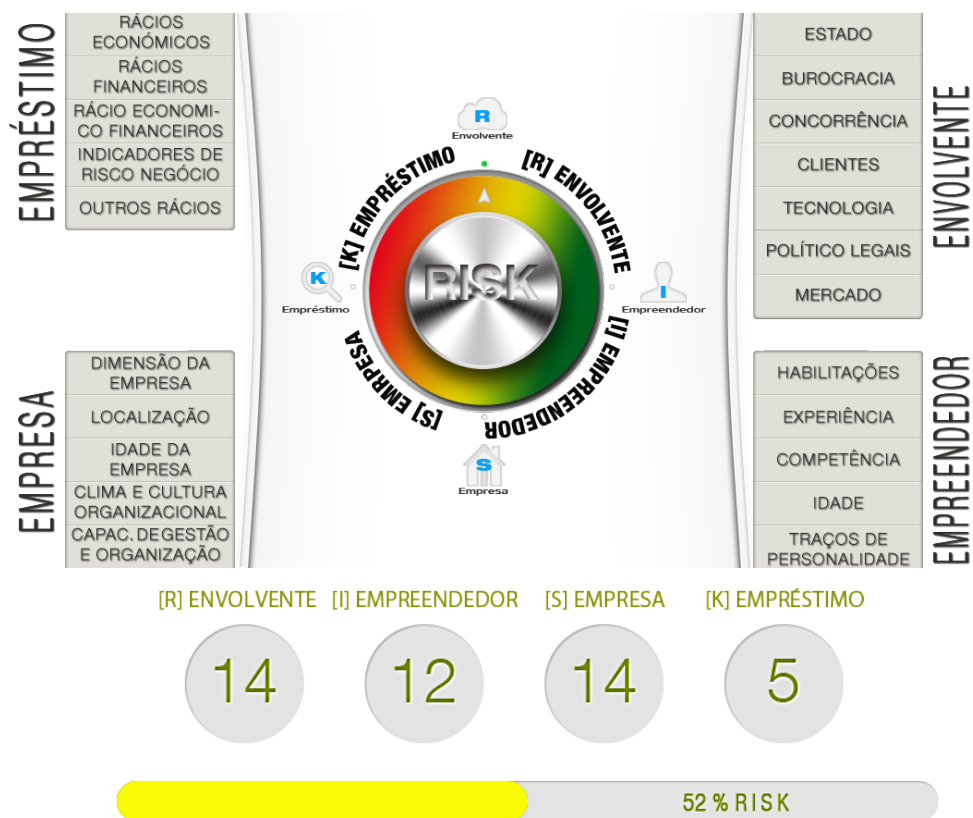 EMPRÉSTIMO
RÁCIOS
ECONÓMICOS
RÁCIOS
FINANCEIROS
RÁCIO ECONOMI-
CO FINANCEIROS
INDICADORES DE
RISCO NEGÓCIO
OUTROS RÁCIOS
EMPRESA
DIMENSÃO DA
EMPRESA
LOCALIZAÇÃO
IDADE DA
EMPRESA
CLIMA E CULTURA
ORGANIZACIONAL
CAPAC. DE GESTÃO
E ORGANIZAÇÃO
R
Envolvente
[K] EMPRÉSTIMO
[R] ENVOLVENTE
K
Empréstimo
RISK
I
Empreendedor
[S] EMRPESA
[I] EMPREENDEDOR
S
Empresa
ENVOLVENTE
ESTADO
BUROCRACIA
CONCORRÊNCIA
CLIENTES
TECNOLOGIA
POLÍTICO LEGAIS
MERCADO
EMPREENDEDOR
HABILITAÇÕES
EXPERIÊNCIA
COMPETÊNCIA
IDADE
TRAÇOS DE
PERSONALIDADE
[R] ENVOLVENTE [I] EMPREENDEDOR [S] EMPRESA [K] EMPRÉSTIMO
14 12 14 5
52 % RISK